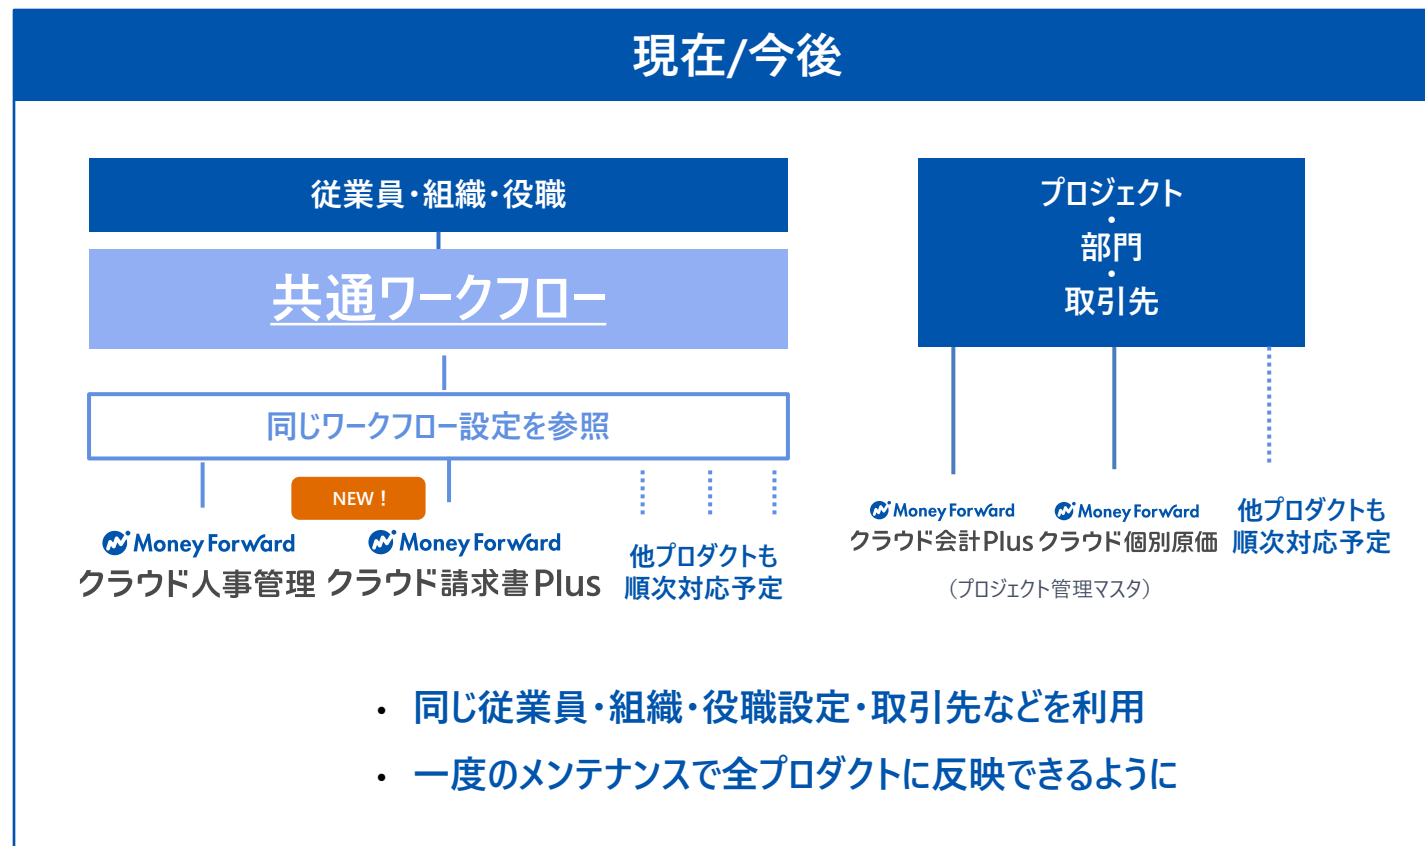 現在/今後
従業員・組織・役職
共通ワークフロー
同じワークフロー設定を参照
NEW！
Money Forward
クラウド人事管理
Money Forward
クラウド請求書Plus
他プロダクトも
順次対応予定
プロジェクト
・
部門
・
取引先
Money Forward
クラウド会計Plus
Money Forward
クラウド個別原価
（プロジェクト管理マスタ）
他プロダクトも
順次対応予定
• 同じ従業員・組織・役職設定・取引先などを利用
• 一度のメンテナンスで全プロダクトに反映できるように